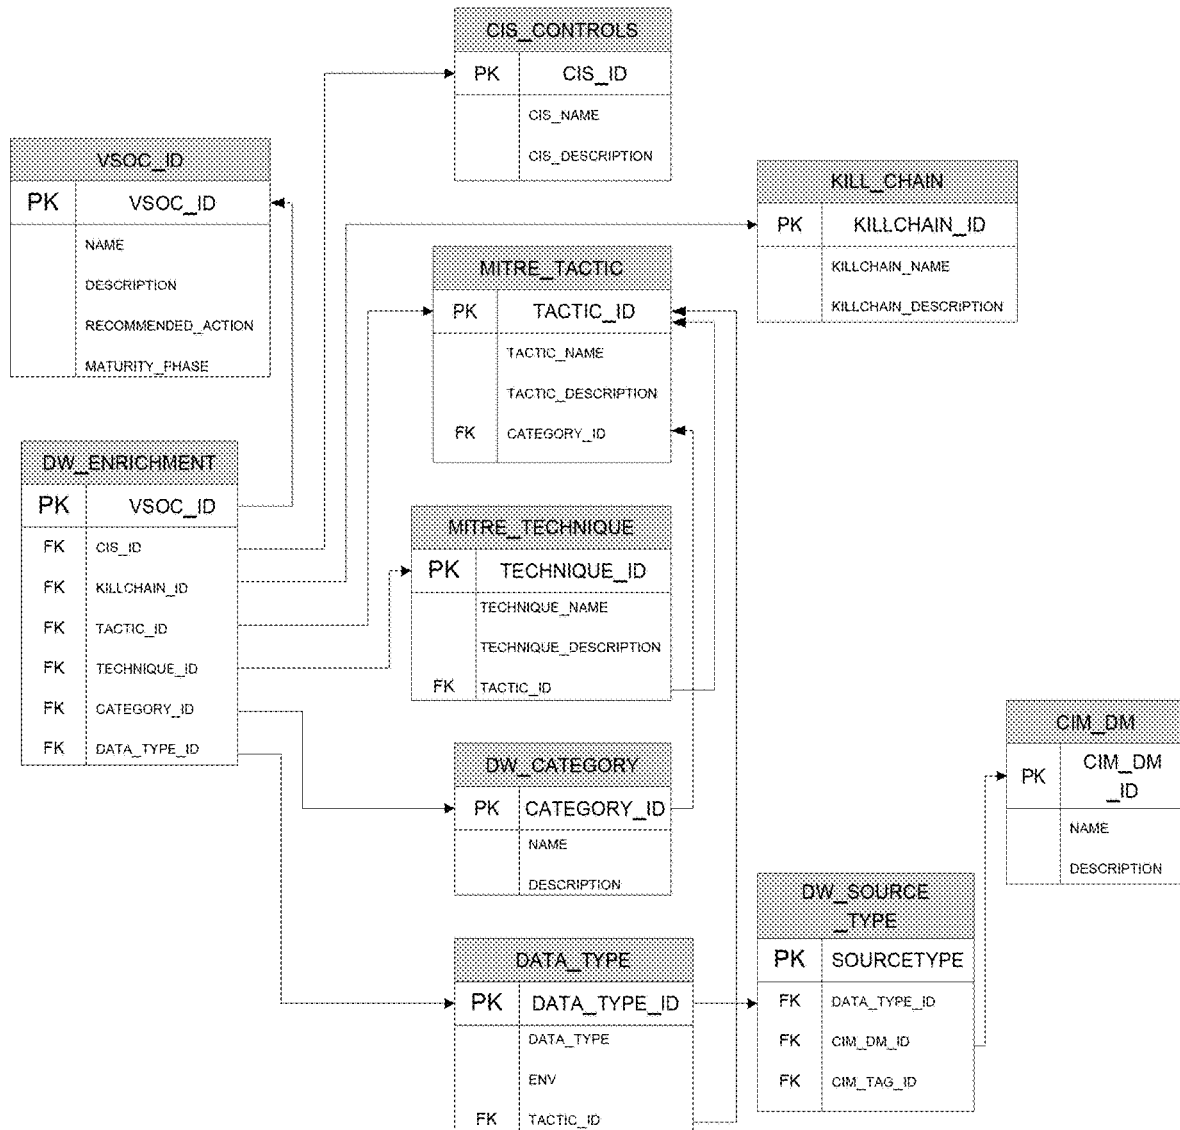 CIS_CONTROLS
PK CIS_ID
CIS_NAME
CIS_DESCRIPTION
VSOC_ID
PK VSOC_ID
NAME
DESCRIPTION
RECOMMENDED_ACTION
MATURITY_PHASE
KILL_CHAIN
PK KILLCHAIN_ID
KILLCHAIN_NAME
KILLCHAIN_DESCRIPTION
MITRE_TACTIC
PK TACTIC_ID
TACTIC_NAME
TACTIC_DESCRIPTION
FK CATEGORY_ID
DW_ENRICHMENT
PK VSOC_ID
FK CIS_ID
FK KILLCHAIN_ID
FK TACTIC_ID
FK TECHNIQUE_ID
FK CATEGORY_ID
FK DATA_TYPE_ID
MITRE_TECHNIQUE
PK TECHNIQUE_ID
TECHNIQUE_NAME
TECHNIQUE_DESCRIPTION
FK TACTIC_ID
DW_CATEGORY
PK CATEGORY_ID
NAME
DESCRIPTION
CIM_DM
PK CIM_DM
_ID
NAME
DESCRIPTION
DATA_TYPE
PK DATA_TYPE_ID
DATA_TYPE
ENV
FK TACTIC_ID
DW_SOURCE
_TYPE
PK SOURCETYPE
FK DATA_TYPE_ID
FK CIM_DM_ID
FK CIM_TAG_ID